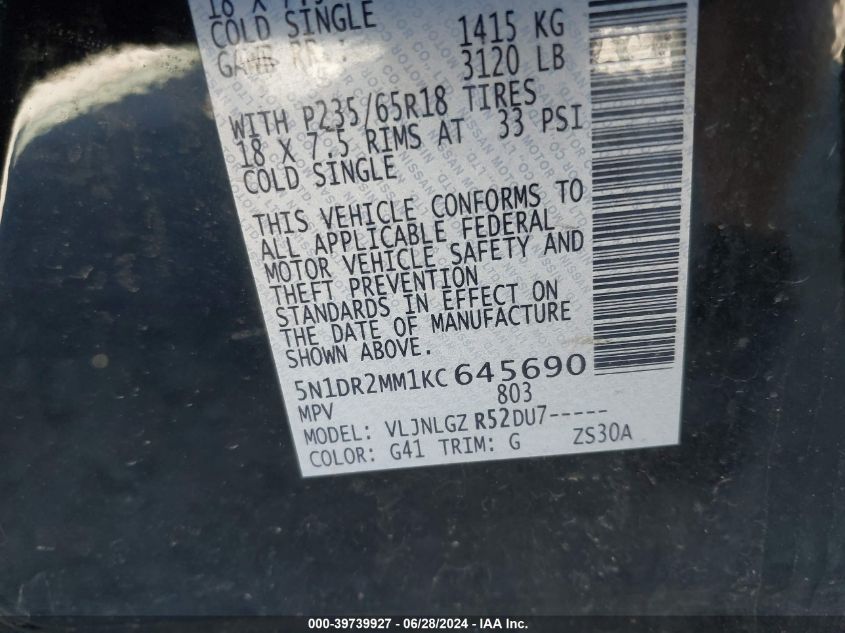 COLD SINGLE
GAWR RR : 1415 KG
3120 LB
WITH P235/65R18 TIRES
18 X 7.5 RIMS AT 33 PSI
COLD SINGLE
THIS VEHICLE CONFORMS TO
ALL APPLICABLE FEDERAL
MOTOR VEHICLE SAFETY AND
THEFT PREVENTION
STANDARDS IN EFFECT ON
THE DATE OF MANUFACTURE
SHOWN ABOVE.
5N1DR2MM1KC645690
MPV 803
MODEL: VLJNLGZ R52DU7-----
COLOR: G41 TRIM: G ZS30A
000-39739927 - 06/28/2024 - IAA Inc.